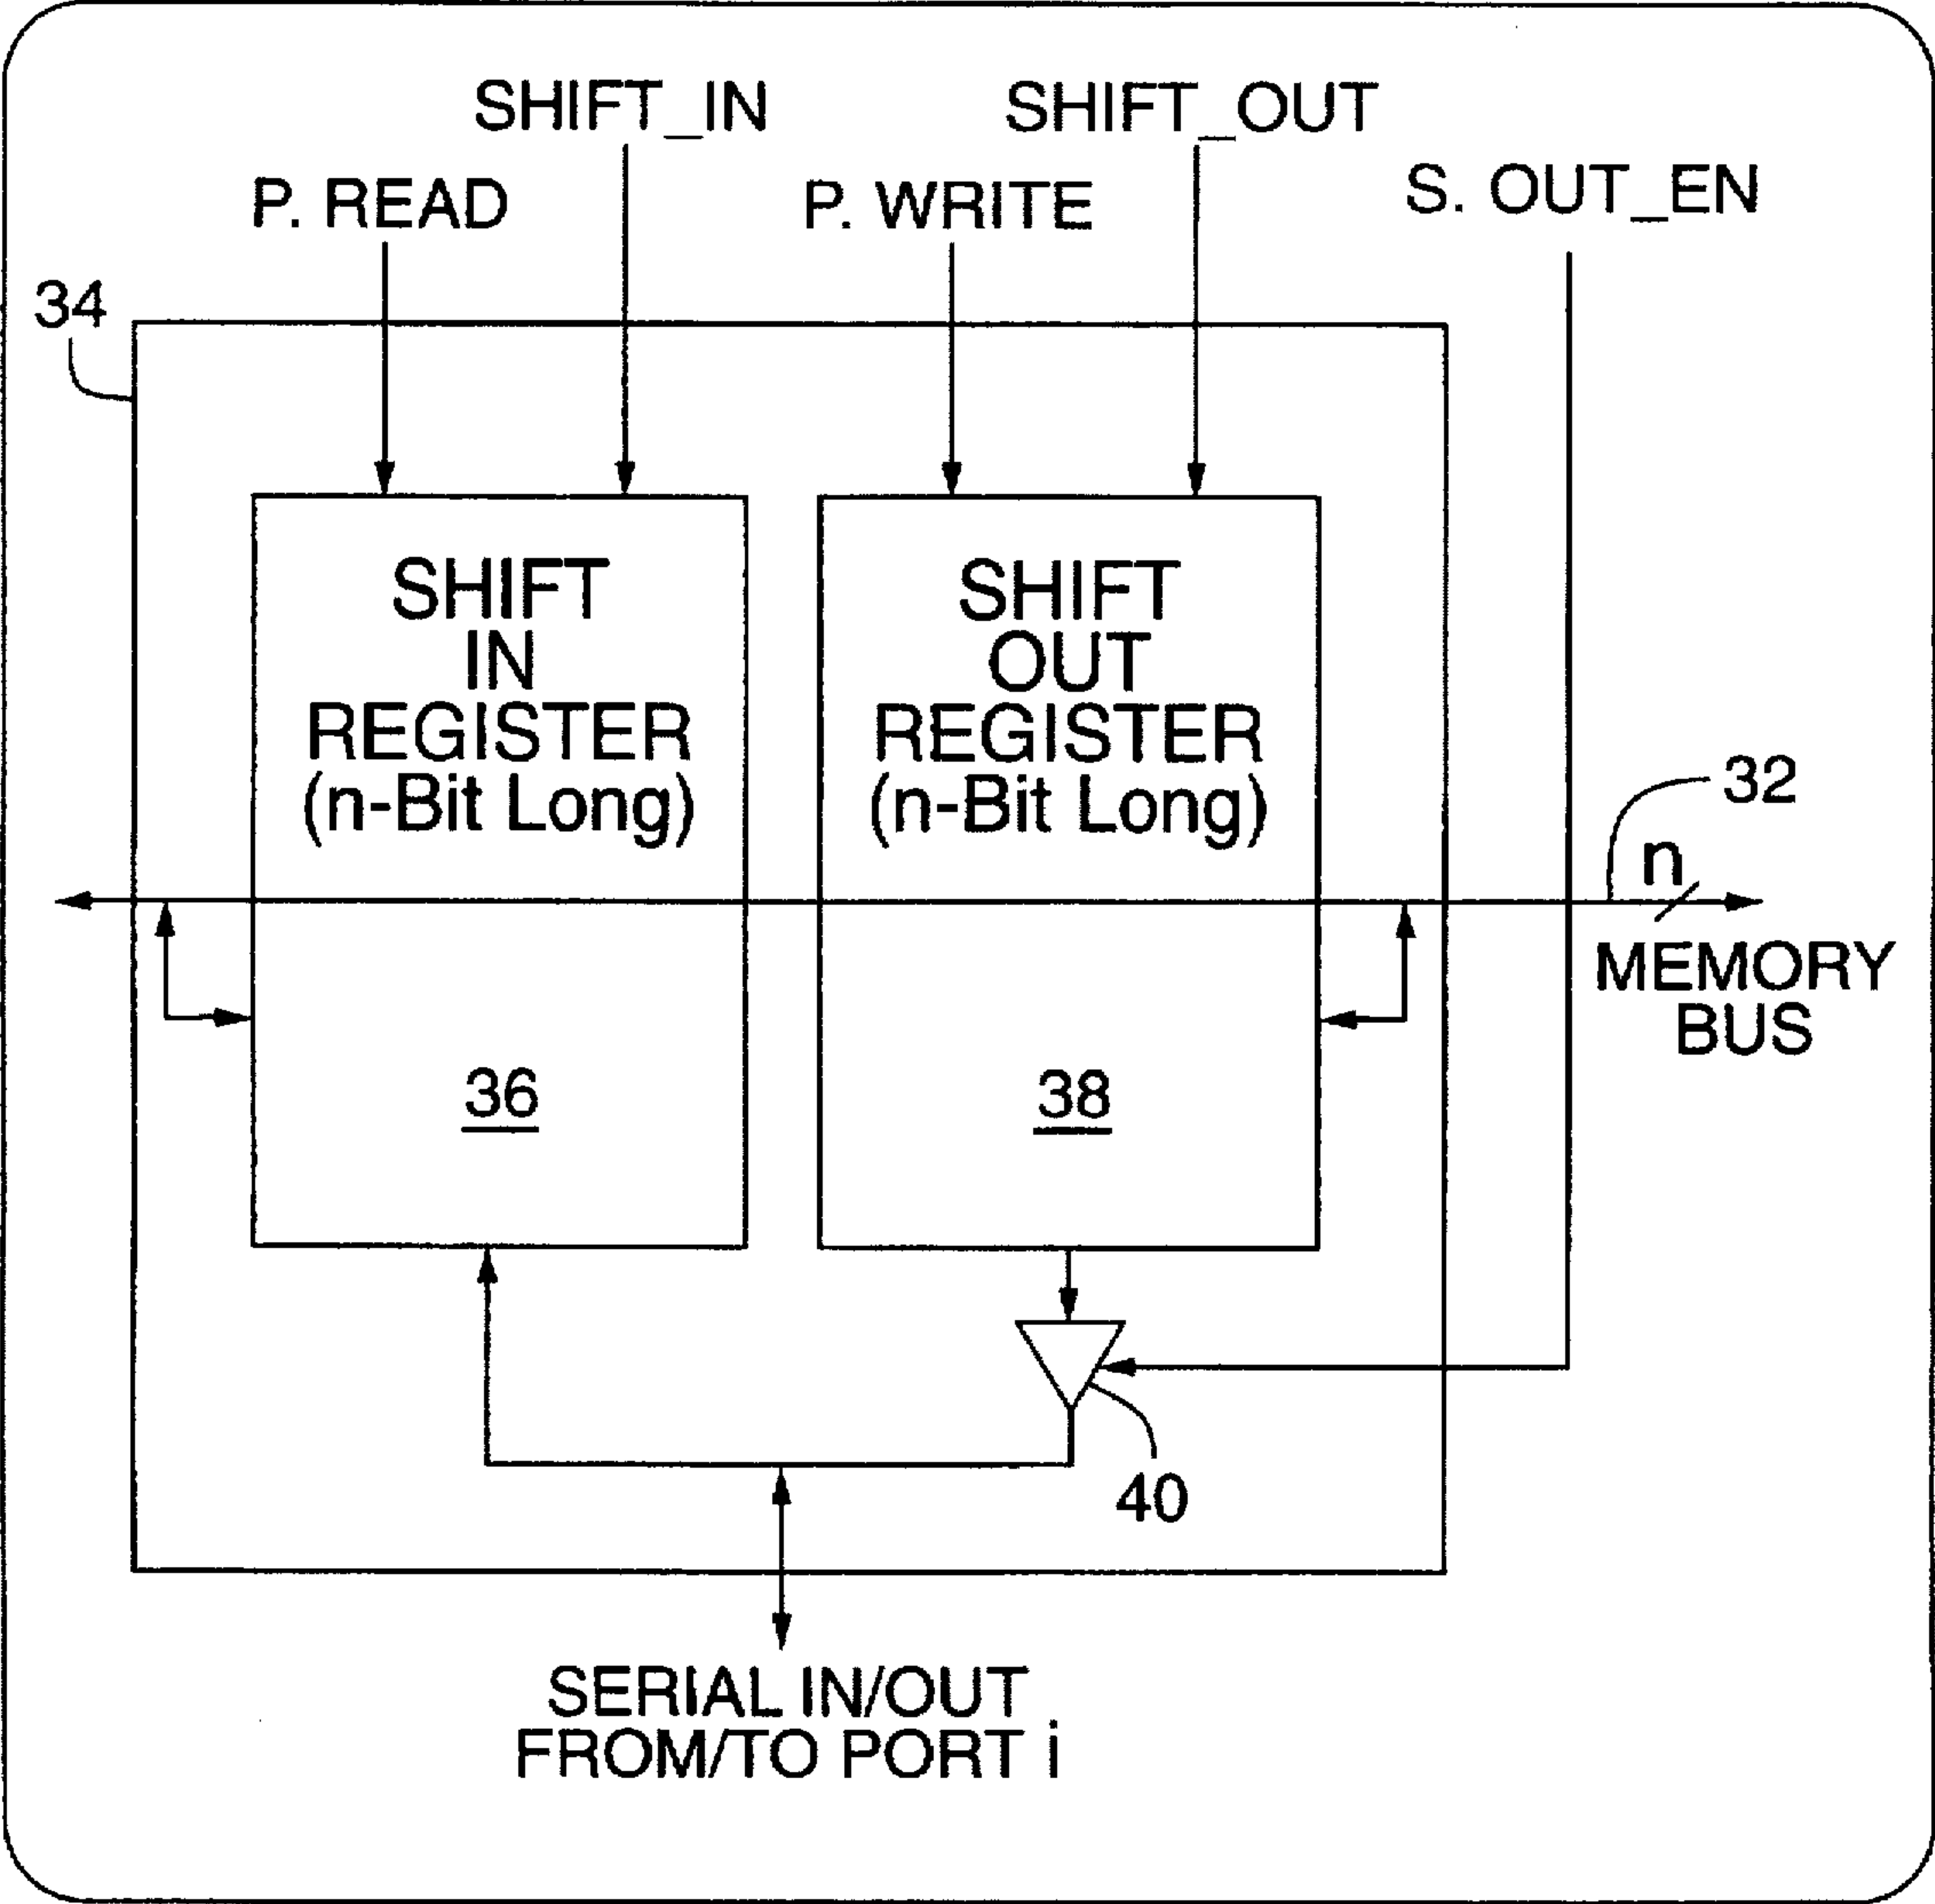 SHIFT_IN
SHIFT_OUT
P. READ
P. WRITE
S. OUT_EN
34
SHIFT
IN
REGISTER
(n-Bit Long)
SHIFT
OUT
REGISTER
(n-Bit Long)
32
n
MEMORY
BUS
36
38
40
SERIAL IN/OUT
FROM/TO PORT i